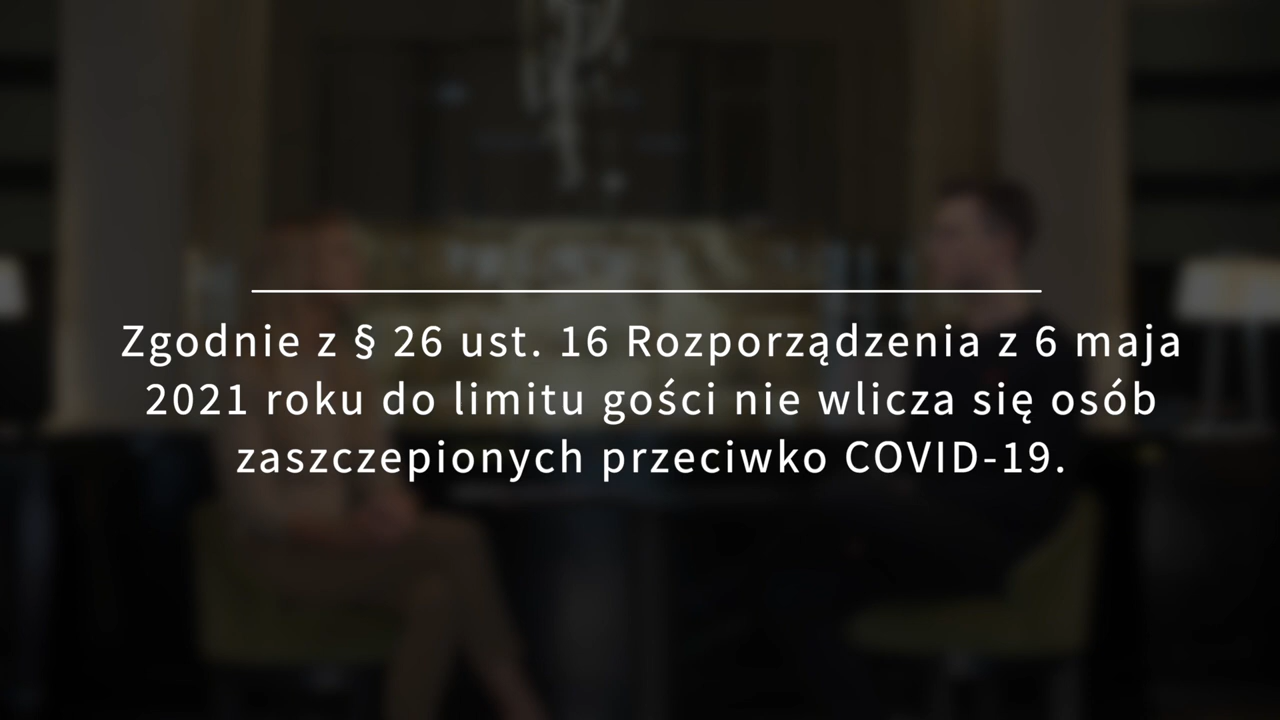 Zgodnie z § 26 ust. 16 Rozporządzenia z 6 maja
2021 roku do limitu gości nie wlicza się osób
zaszczepionych przeciwko COVID-19.